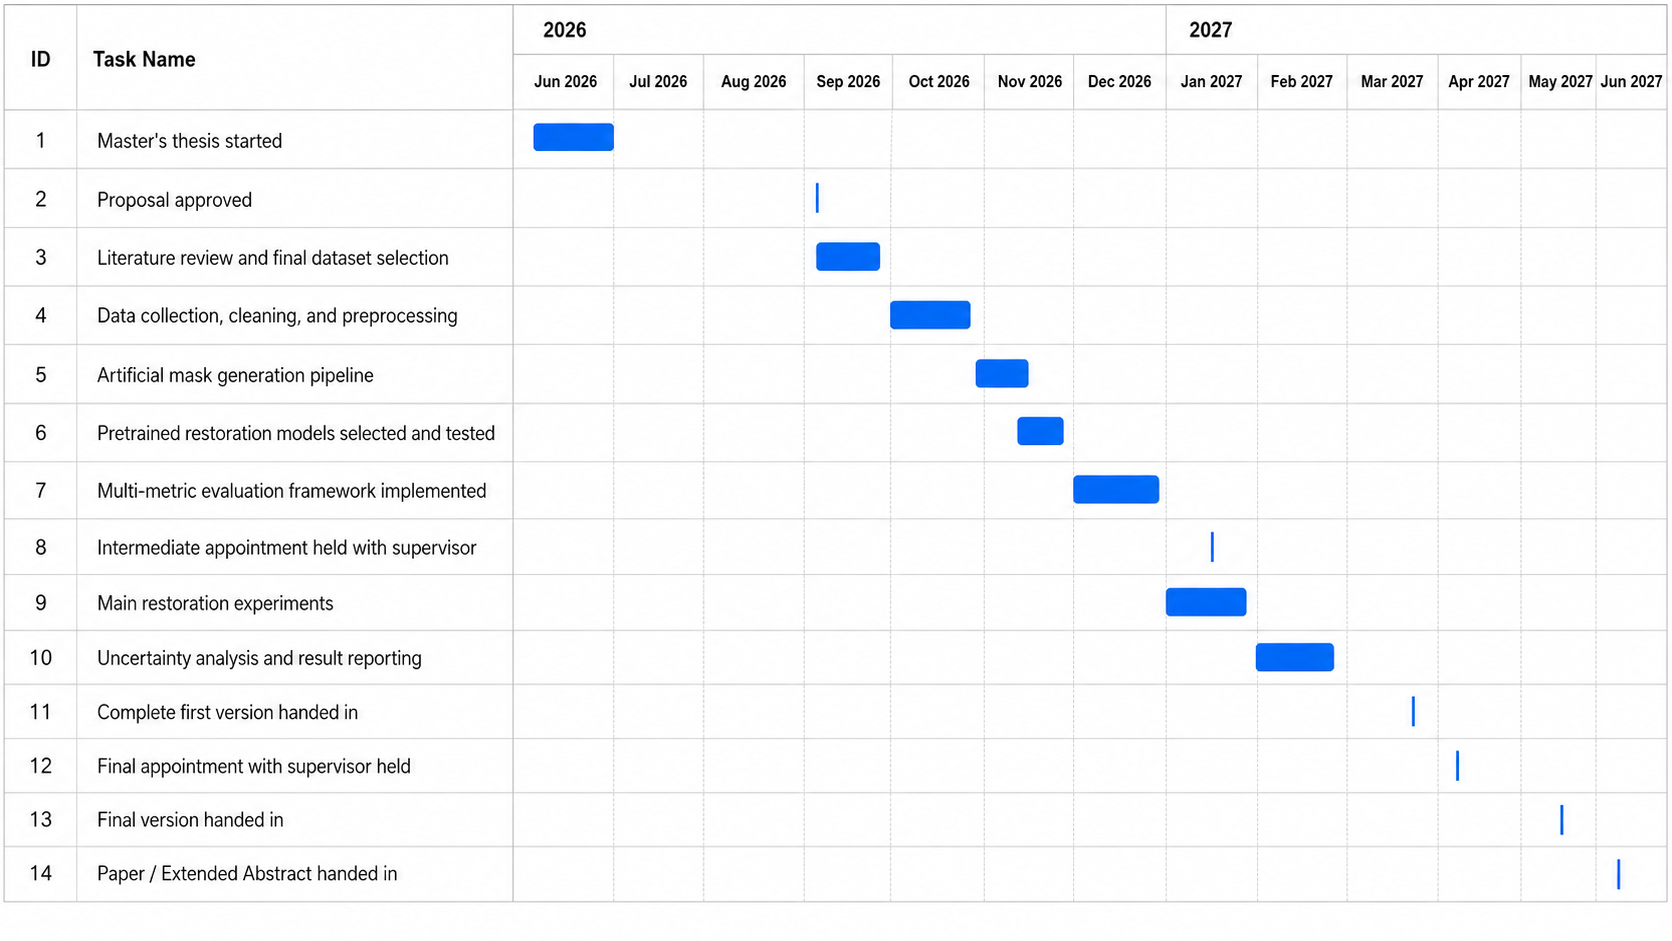 2026 2027
ID Task Name
Jun 2026 Jul 2026 Aug 2026 Sep 2026 Oct 2026 Nov 2026 Dec 2026 Jan 2027 Feb 2027 Mar 2027 Apr 2027 May 2027 Jun 2027
1 Master's thesis started
2 Proposal approved
3 Literature review and final dataset selection
4 Data collection, cleaning, and preprocessing
5 Artificial mask generation pipeline
6 Pretrained restoration models selected and tested
7 Multi-metric evaluation framework implemented
8 Intermediate appointment held with supervisor
9 Main restoration experiments
10 Uncertainty analysis and result reporting
11 Complete first version handed in
12 Final appointment with supervisor held
13 Final version handed in
14 Paper / Extended Abstract handed in